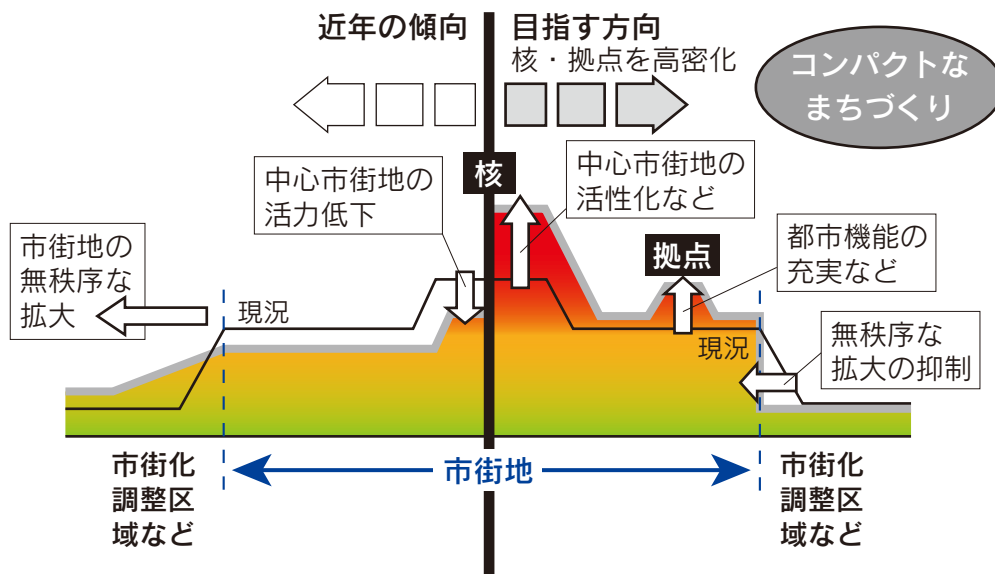 近年の傾向
目指す方向
核・拠点を高密化
コンパクトな
まちづくり
中心市街地の
活力低下
核
中心市街地の
活性化など
市街地の
無秩序な
拡大
現況
拠点
都市機能の
充実など
現況
無秩序な
拡大の抑制
市街化
調整区
域など
市街地
市街化
調整区
域など